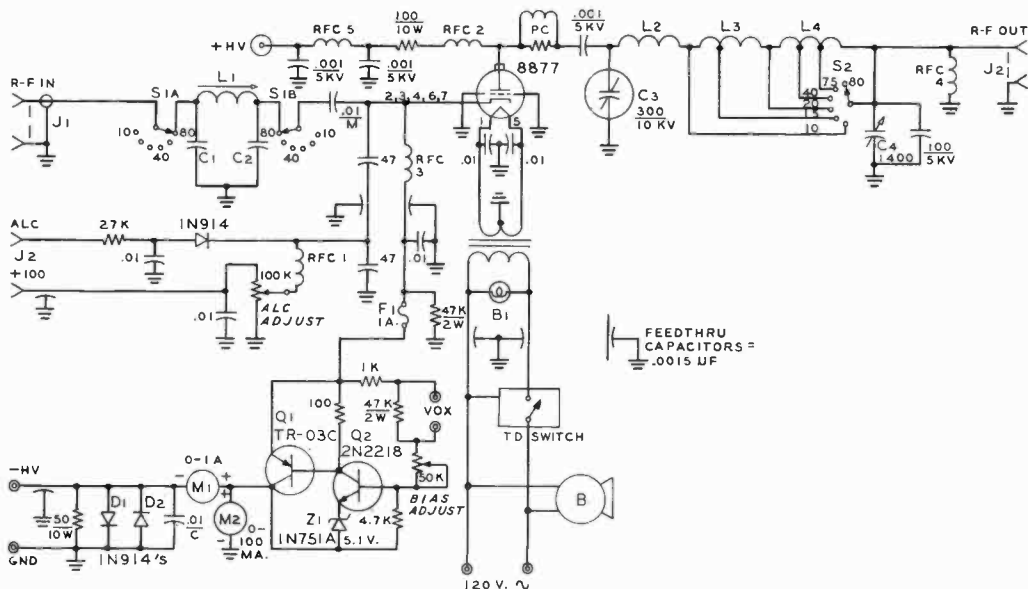 RFC 5
100
10W
RFC 2
PC
.001
5KV
L2
L3
L4
R-F OUT
+HV
.001
5KV
.001
5KV
8877
S2
75
80
40
20
15
10
RFC
4
J2
R-F IN
J1
S1A
L1
S1B
10
80
40
C1
C2
80
10
40
.01
M
2,3,4,6,7
1
5
C3
300
10 KV
C4
1400
100
5KV
47
RFC
3
.01
.01
ALC
27K
1N914
J2
.01
+100
100K
RFC 1
47
.01
.01
ALC
ADJUST
F1
1A.
47K
2W
B1
FEEDTHRU
CAPACITORS=
.0015 UF
1K
100
47K
2W
VOX
Q1
TR-03C
Q2
2N2218
50K
BIAS
ADJUST
TD SWITCH
-HV
0-1A
-
+
M1
+
M2
-
0-
100
MA.
50
10W
D1
D2
.01
C
Z1
1N751A
5.1V.
4.7K
B
GND
1N914'S
120 V. ∿